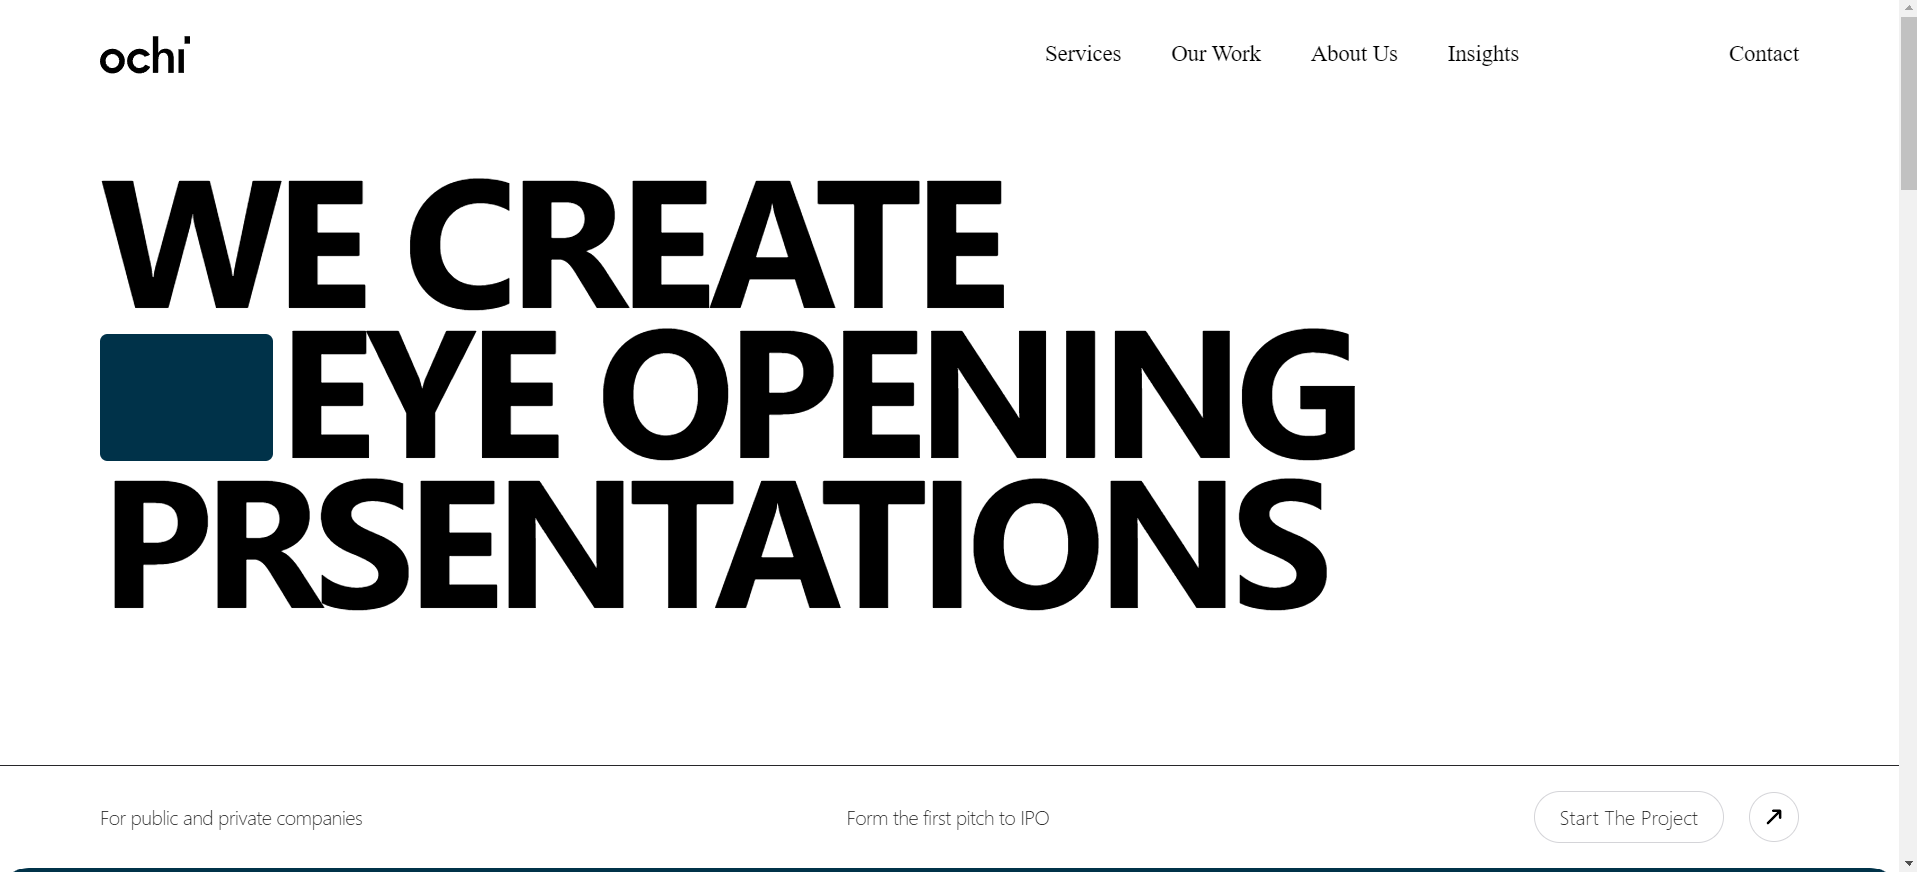 ochi
Services Our Work About Us Insights Contact
WE CREATE
EYE OPENING
PRSENTATIONS
For public and private companies Form the first pitch to IPO Start The Project